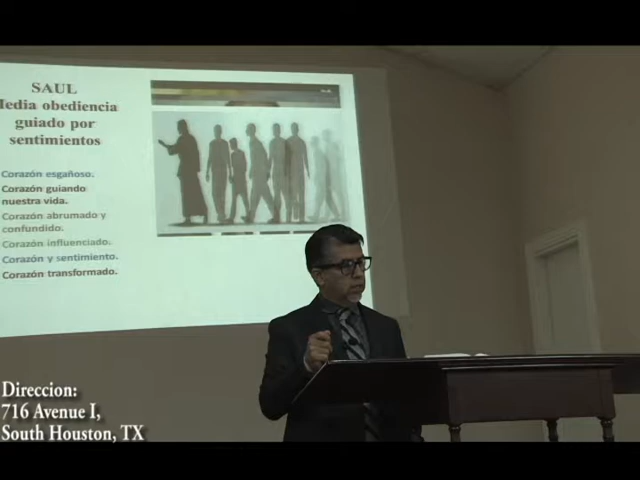 SAUL
Media obediencia
guiado por
sentimientos
Corazón esgañoso.
Corazón guiando
nuestra vida.
Corazón abrumado y
confundido.
Corazón influenciado.
Corazón y sentimiento.
Corazón transformado.
Direccion:
716 Avenue I,
South Houston, TX